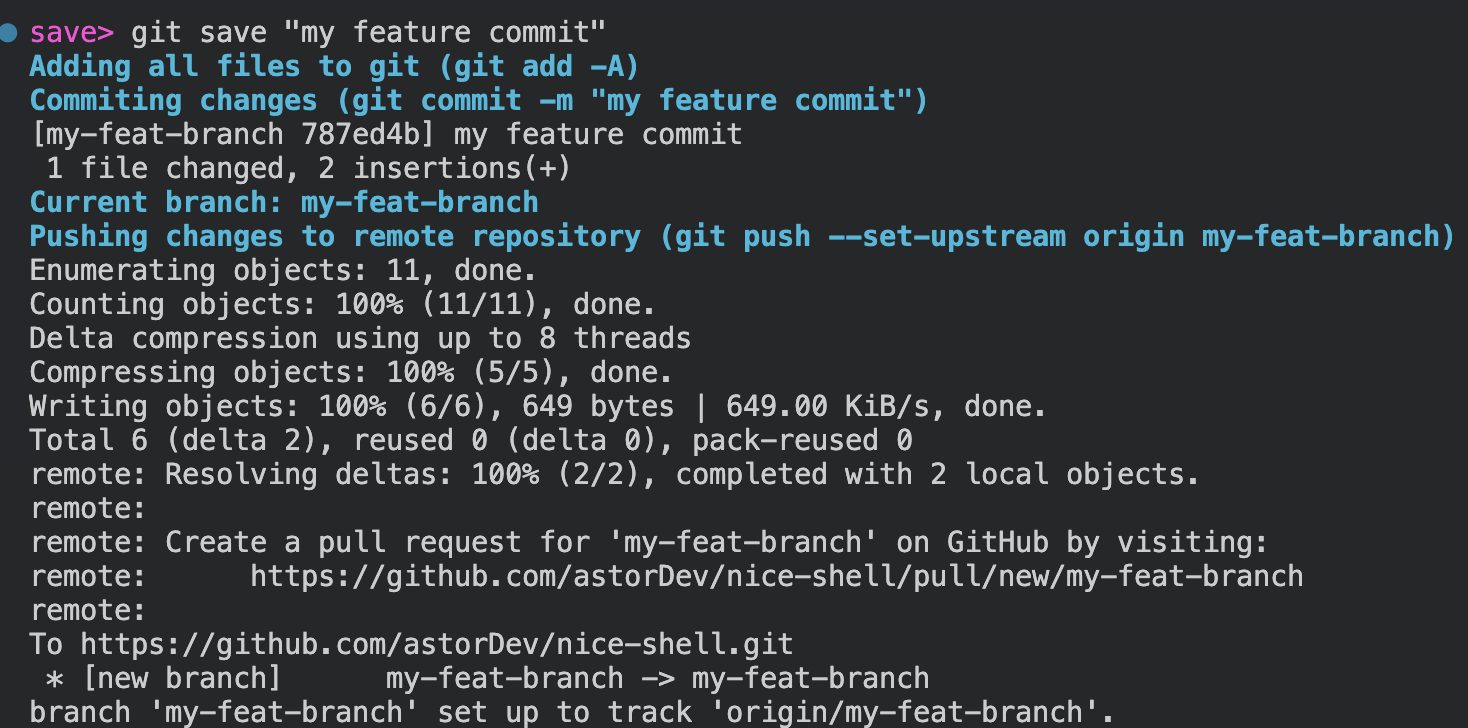 save> git save "my feature commit"
Adding all files to git (git add -A)
Commiting changes (git commit -m "my feature commit")
[my-feat-branch 787ed4b] my feature commit
 1 file changed, 2 insertions(+)
Current branch: my-feat-branch
Pushing changes to remote repository (git push --set-upstream origin my-feat-branch)
Enumerating objects: 11, done.
Counting objects: 100% (11/11), done.
Delta compression using up to 8 threads
Compressing objects: 100% (5/5), done.
Writing objects: 100% (6/6), 649 bytes | 649.00 KiB/s, done.
Total 6 (delta 2), reused 0 (delta 0), pack-reused 0
remote: Resolving deltas: 100% (2/2), completed with 2 local objects.
remote:
remote: Create a pull request for 'my-feat-branch' on GitHub by visiting:
remote:      https://github.com/astorDev/nice-shell/pull/new/my-feat-branch
remote:
To https://github.com/astorDev/nice-shell.git
 * [new branch]      my-feat-branch -> my-feat-branch
branch 'my-feat-branch' set up to track 'origin/my-feat-branch'.